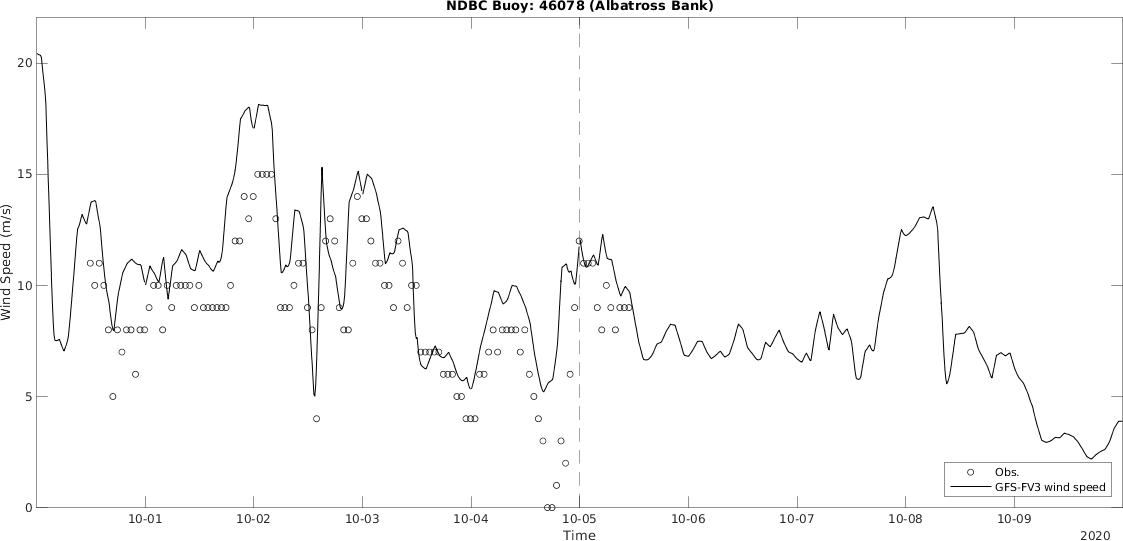 NDBC Buoy: 46078 (Albatross Bank)
Wind Speed (m/s)
20
15
10
5
0
10-01 10-02 10-03 10-04 10-05 10-06 10-07 10-08 10-09
Time
2020
Obs.
GFS-FV3 wind speed